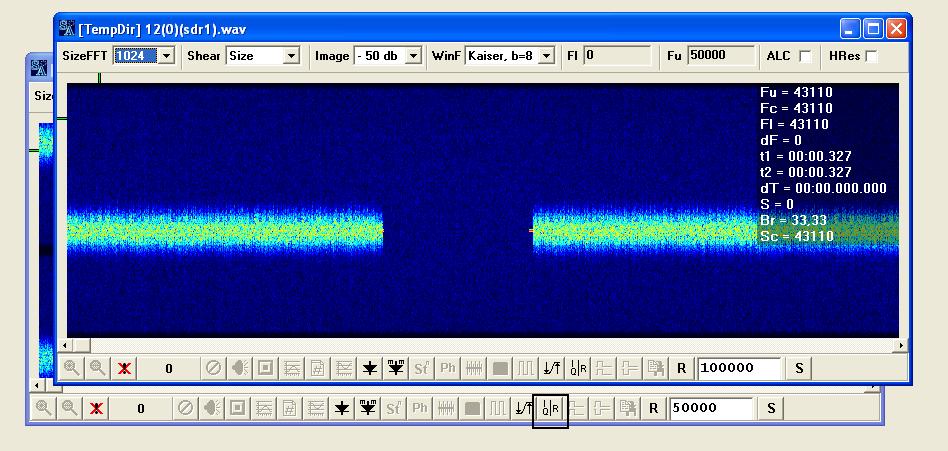 [TempDir] 12(0)(sdr1).wav
SizeFFT 1024 Shear Size Image - 50 db WinF Kaiser, b=8 Fl 0 Fu 50000 ALC HRes
Siz
Fu = 43110
Fc = 43110
Fl = 43110
dF = 0
t1 = 00:00.327
t2 = 00:00.327
dT = 00:00.000.000
S = 0
Br = 33.33
Sc = 43110
0 St Ph I Q R R 100000 S
0 St Ph I Q R R 50000 S